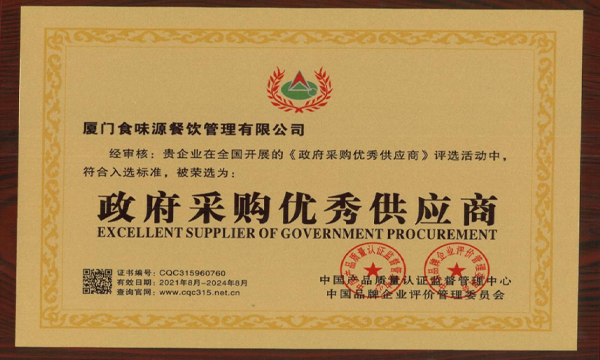 厦门食味源餐饮管理有限公司
经审核：贵企业在全国开展的《政府采购优秀供应商》评选活动中，
符合入选标准，被荣选为：
政府采购优秀供应商
EXCELLENT SUPPLIER OF GOVERNMENT PROCUREMENT
证书编号：CQC315960760
有效日期：2021年8月-2024年8月
查询官网：www.cqc315.net.cn
中国产品质量认证监督管理中心
中国品牌企业评价管理委员会